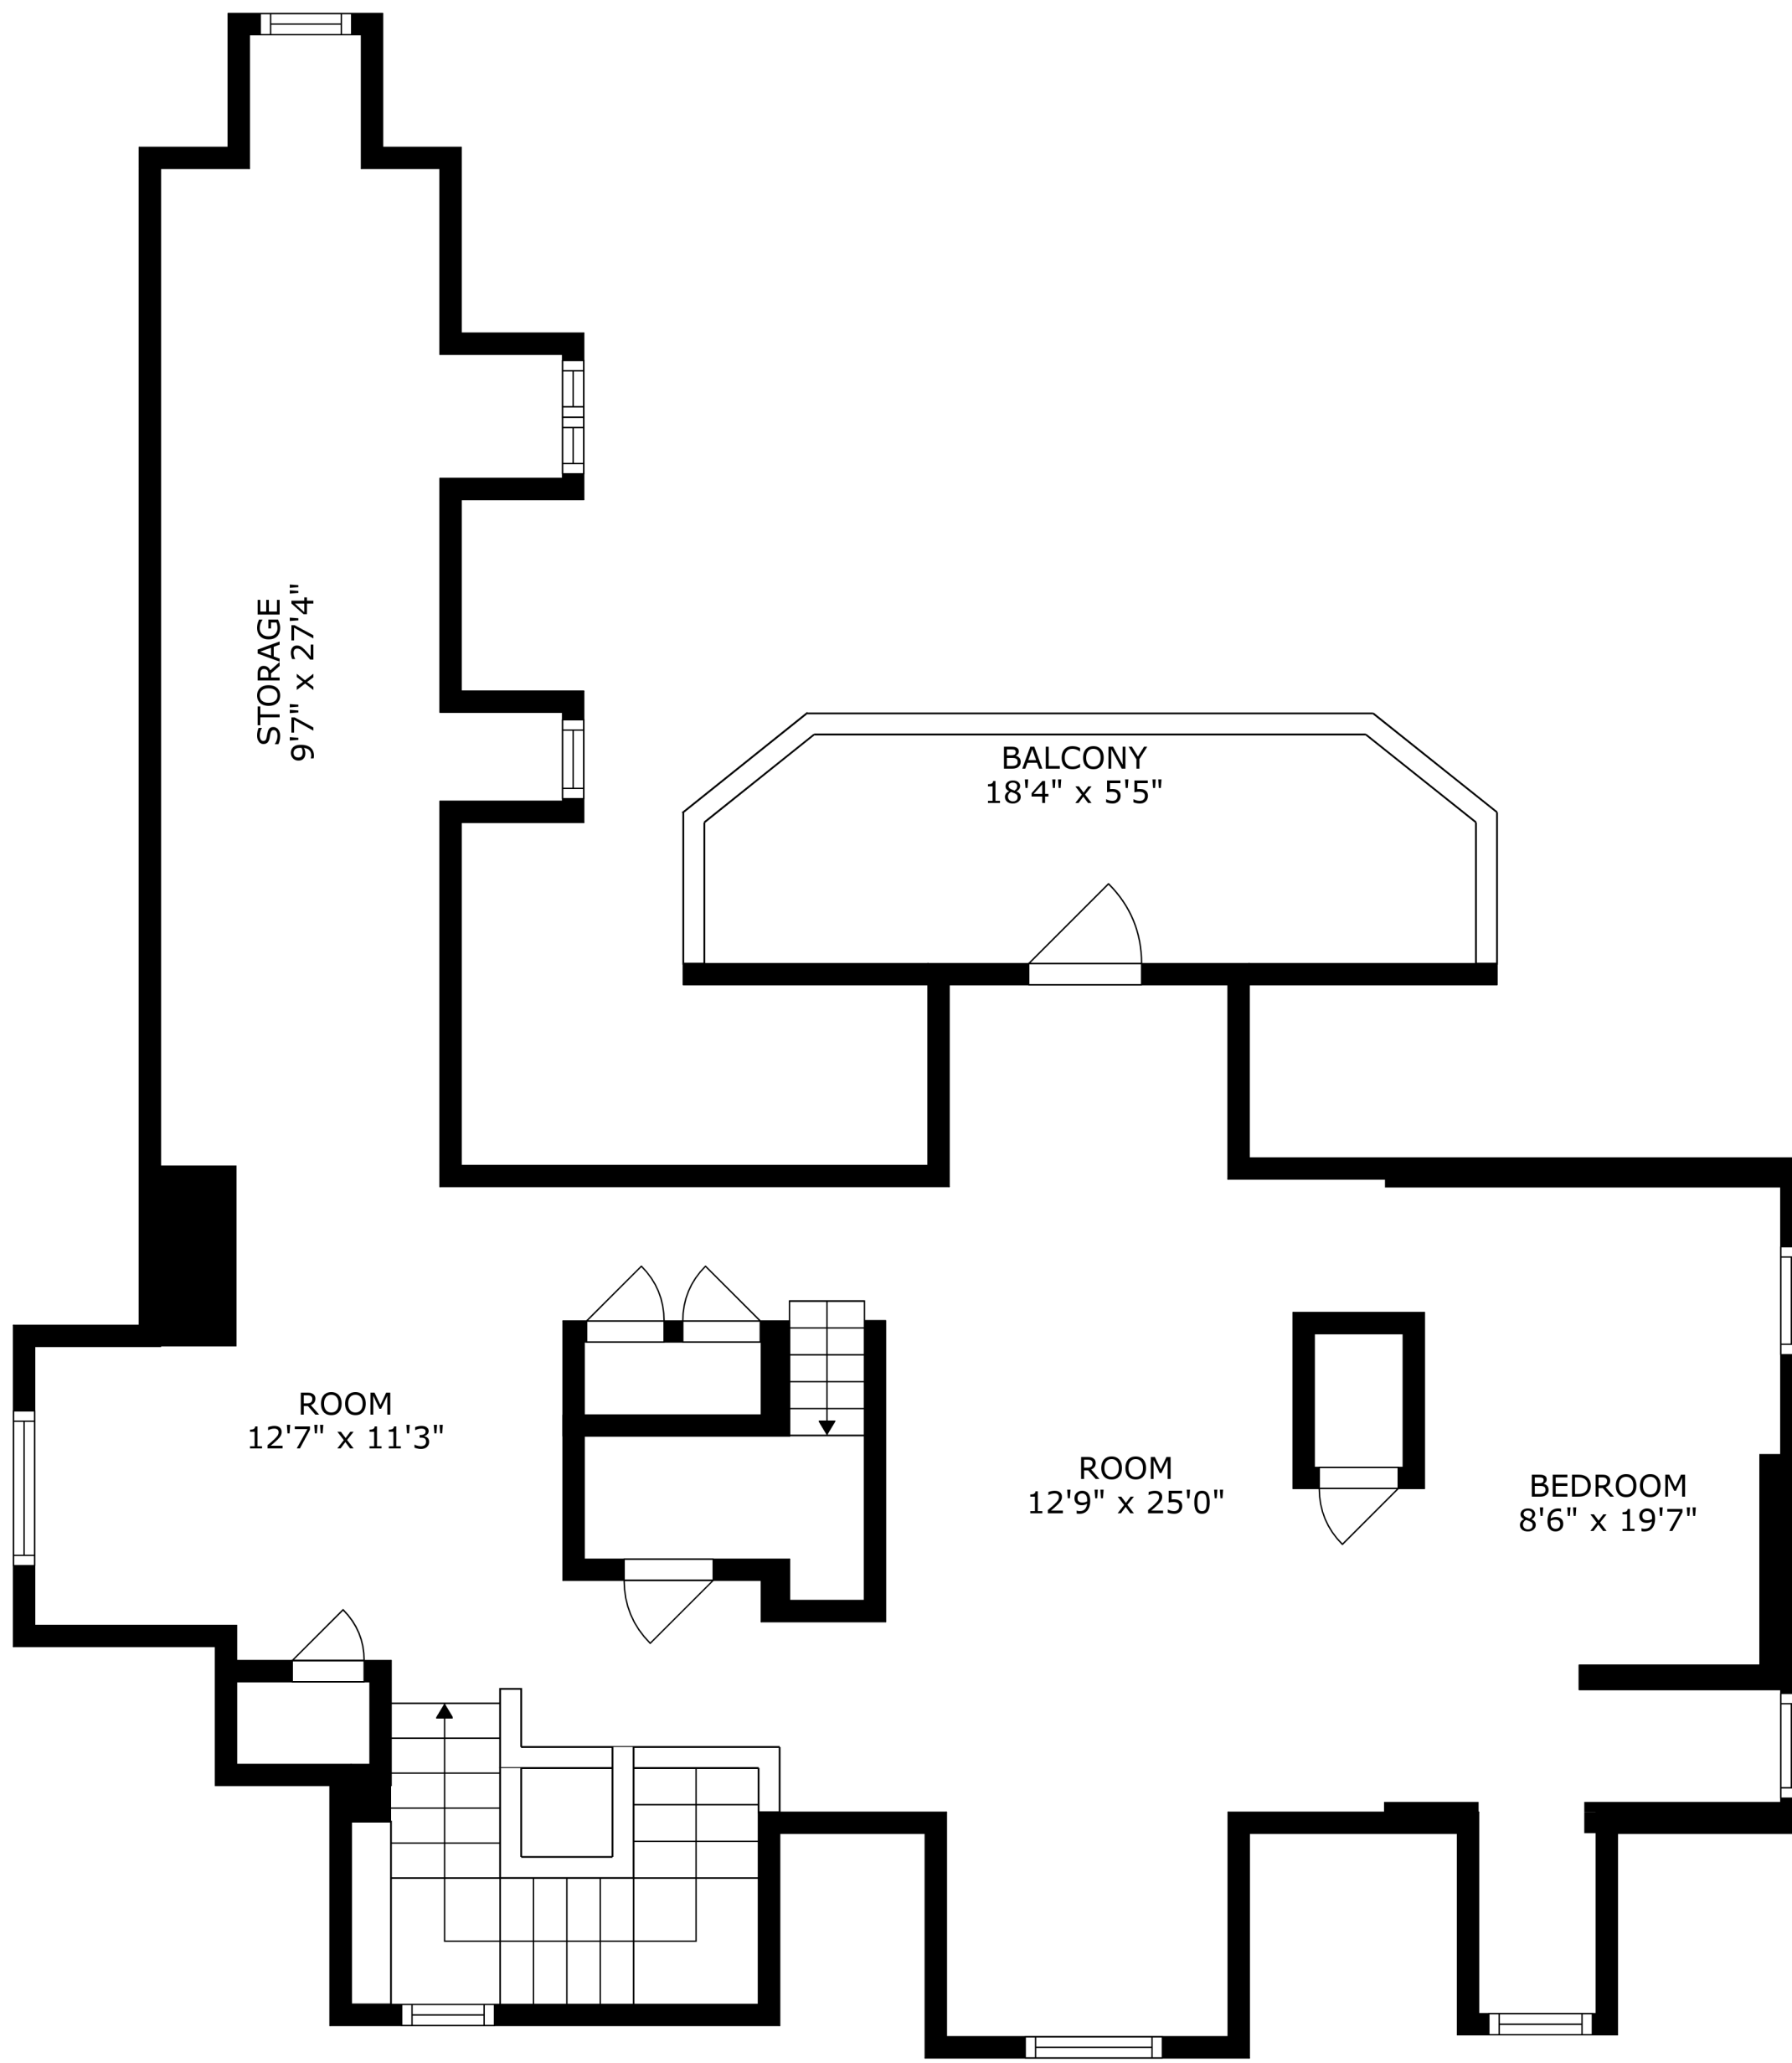 STORAGE
9'7" x 27'4"
BALCONY
18'4" x 5'5"
ROOM
12'7" x 11'3"
ROOM
12'9" x 25'0"
BEDROOM
8'6" x 19'7"